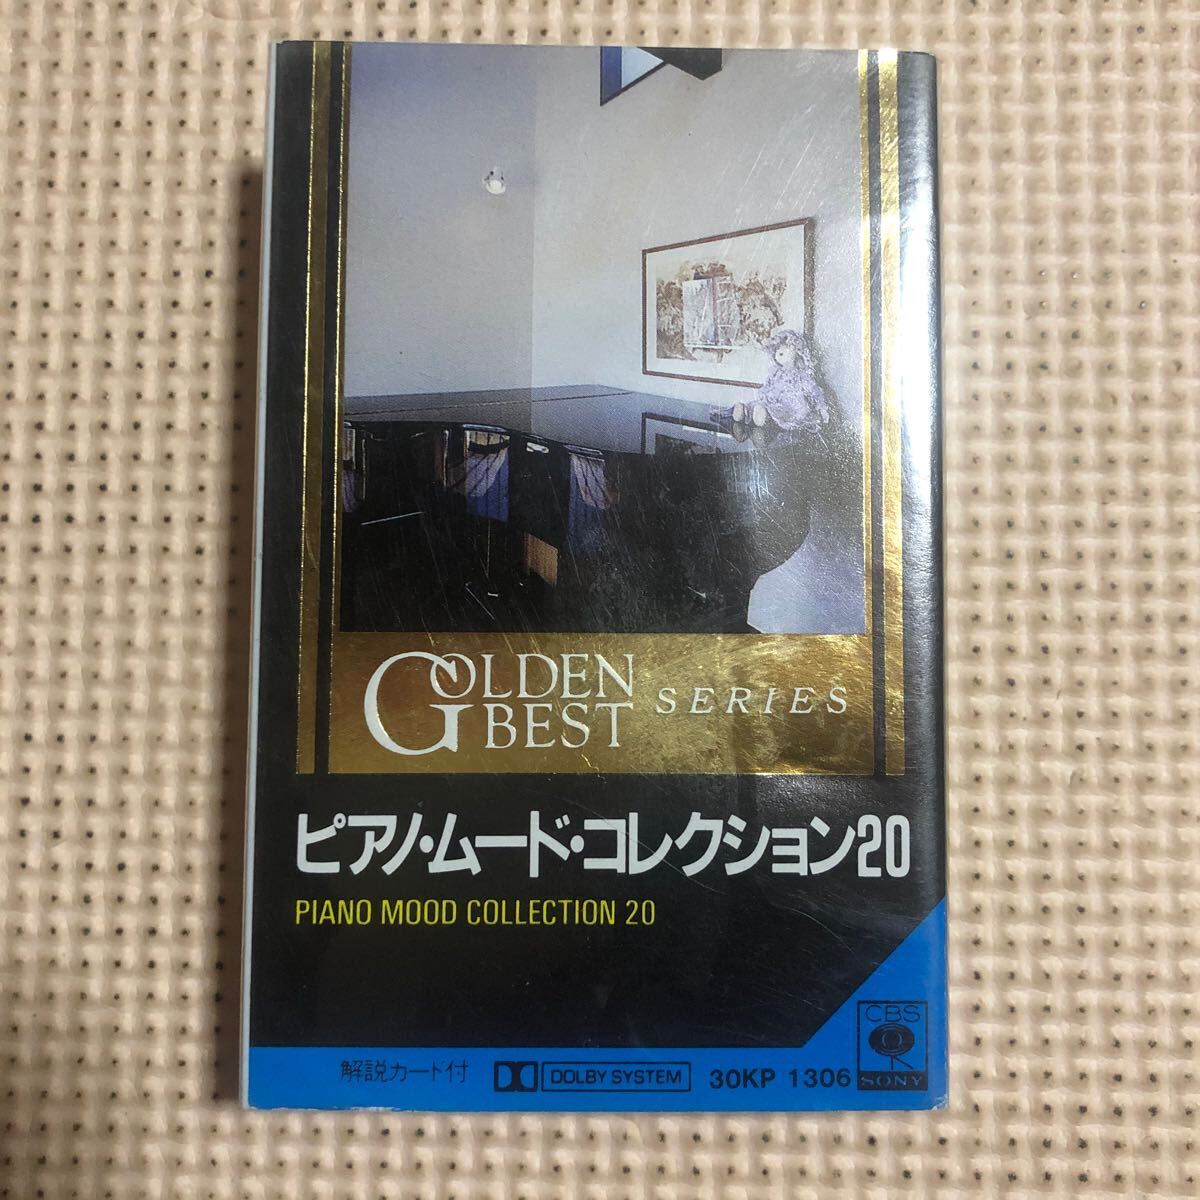 GOLDEN
BEST SERIES
ピアノ・ムード・コレクション20
PIANO MOOD COLLECTION 20
解説カード付 DOLBY SYSTEM 30KP 1306
CBS
SONY